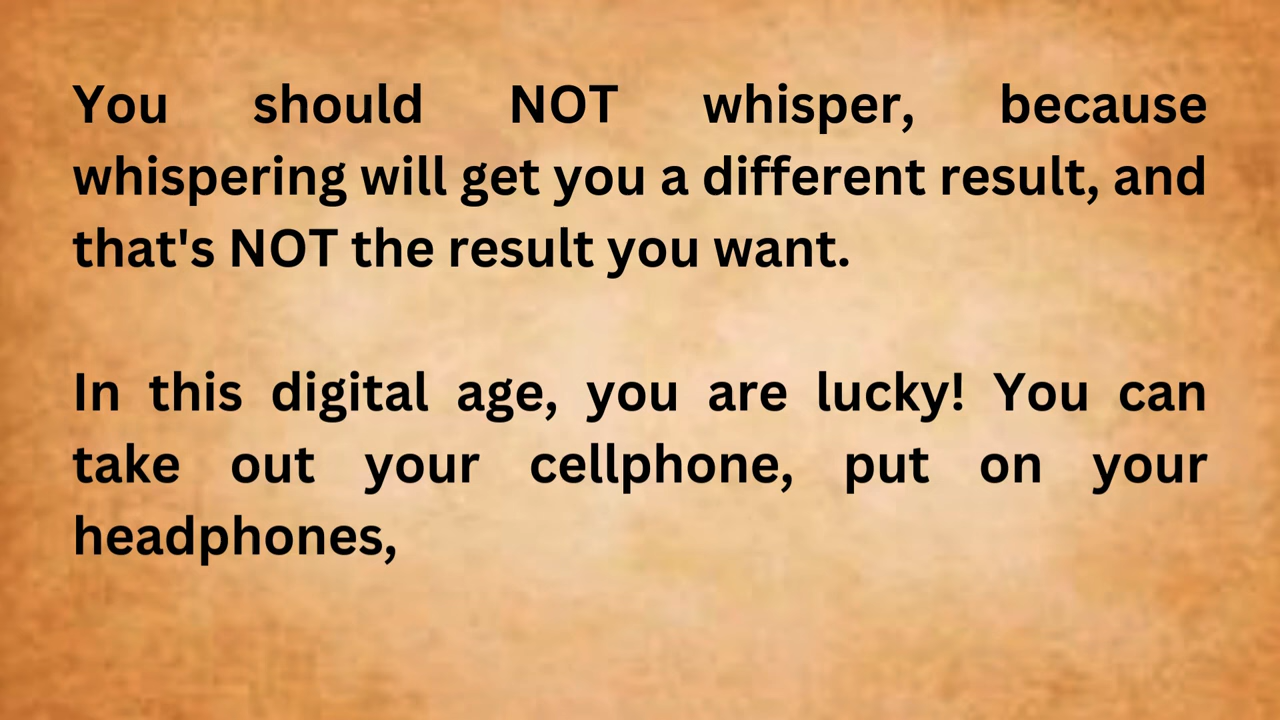 You should NOT whisper, because
whispering will get you a different result, and
that's NOT the result you want.
In this digital age, you are lucky! You can
take out your cellphone, put on your
headphones,